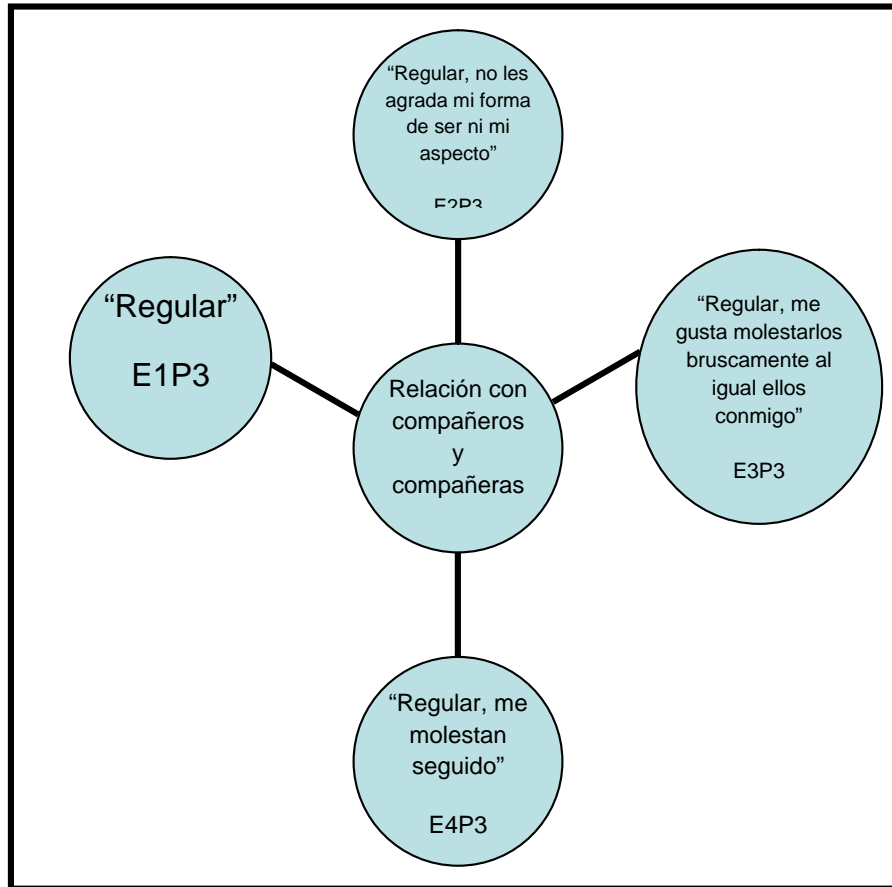 “Regular, no les
agrada mi forma
de ser ni mi
aspecto”
E2P3
“Regular”
E1P3
“Regular, me
gusta molestarlos
bruscamente al
igual ellos
conmigo”
E3P3
Relación con
compañeros
y
compañeras
“Regular, me
molestan
seguido”
E4P3